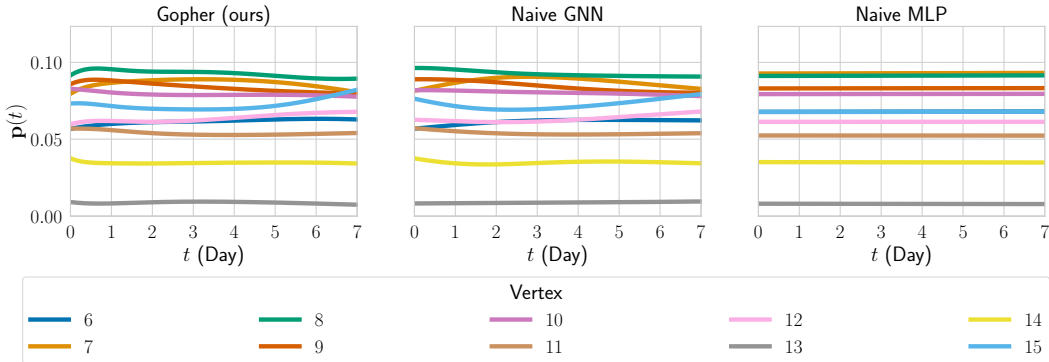 Gopher (ours) Naive GNN Naive MLP
0.10
0.05
0.00
p(t)
0 1 2 3 4 5 6 7 0 1 2 3 4 5 6 7 0 1 2 3 4 5 6 7
t (Day) t (Day) t (Day)
Vertex
6 8 10 12 14
7 9 11 13 15